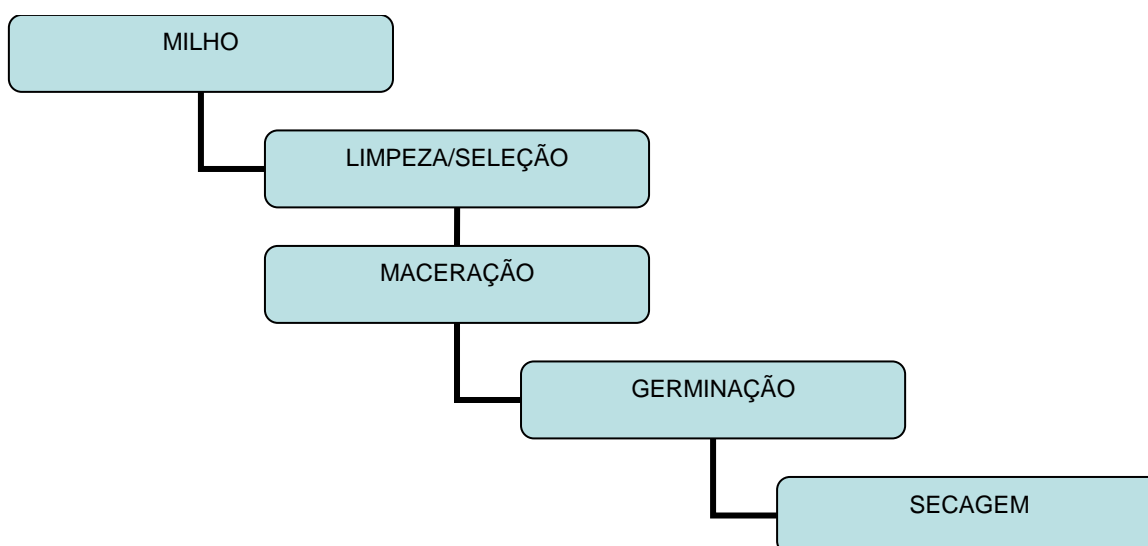 MILHO
LIMPEZA/SELEÇÃO
MACERAÇÃO
GERMINAÇÃO
SECAGEM